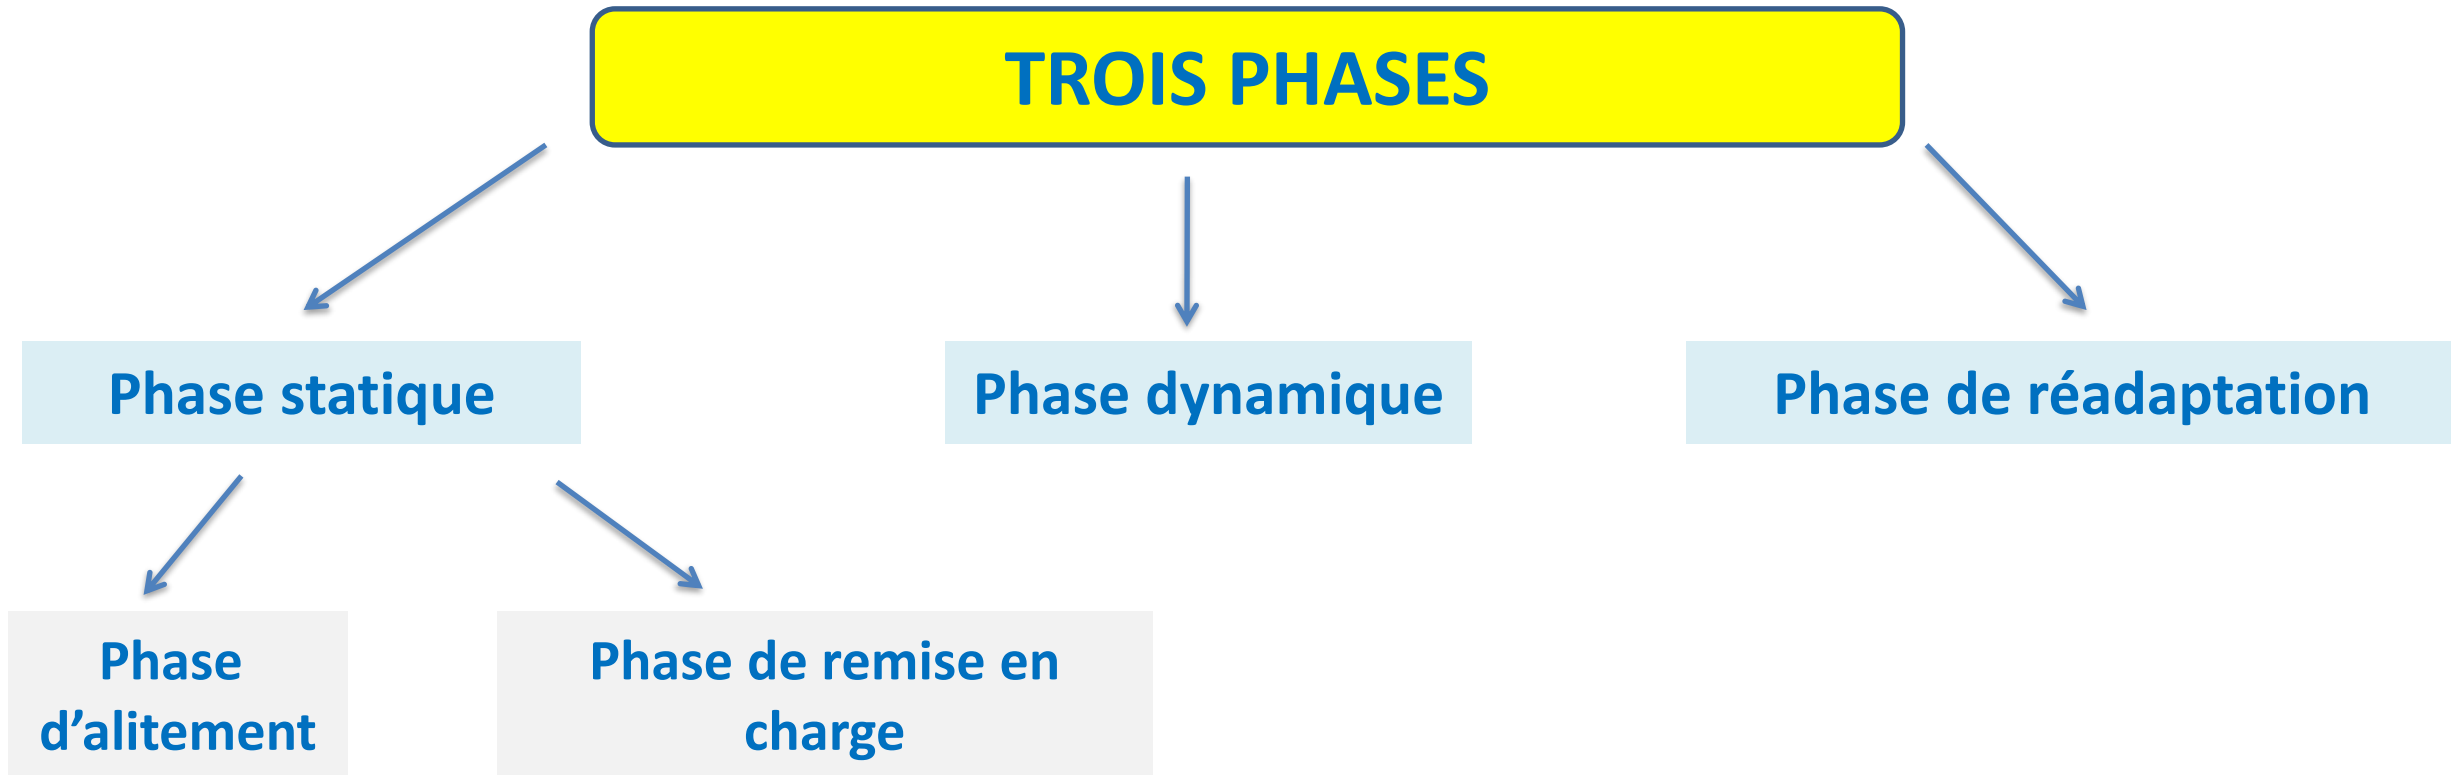 TROIS PHASES
Phase statique
Phase dynamique
Phase de réadaptation
Phase
d’alitement
Phase de remise en
charge